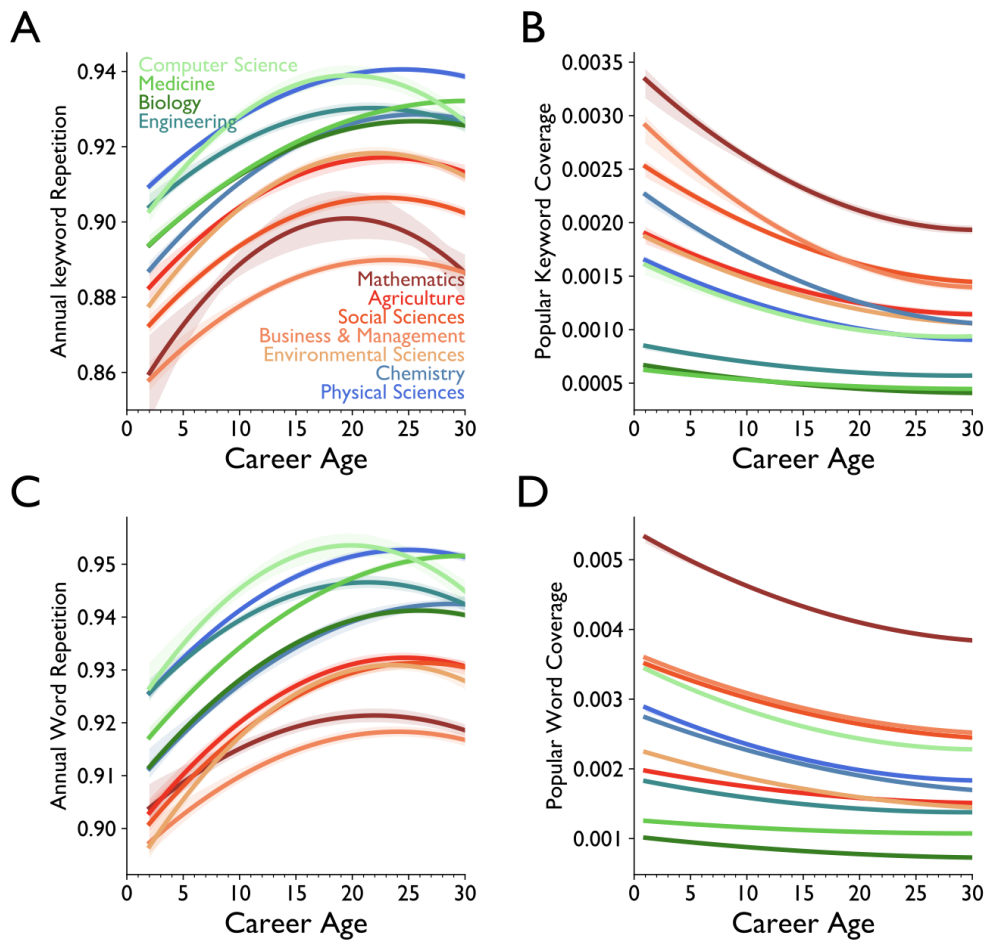 A
Annual keyword Repetition
0.94
0.92
0.90
0.88
0.86
Computer Science
Medicine
Biology
Engineering
Mathematics
Agriculture
Social Sciences
Business & Management
Environmental Sciences
Chemistry
Physical Sciences
0 5 10 15 20 25 30
Career Age
B
Popular Keyword Coverage
0.0035
0.0030
0.0025
0.0020
0.0015
0.0010
0.0005
0 5 10 15 20 25 30
Career Age
C
Annual Word Repetition
0.95
0.94
0.93
0.92
0.91
0.90
0 5 10 15 20 25 30
Career Age
D
Popular Word Coverage
0.005
0.004
0.003
0.002
0.001
0 5 10 15 20 25 30
Career Age